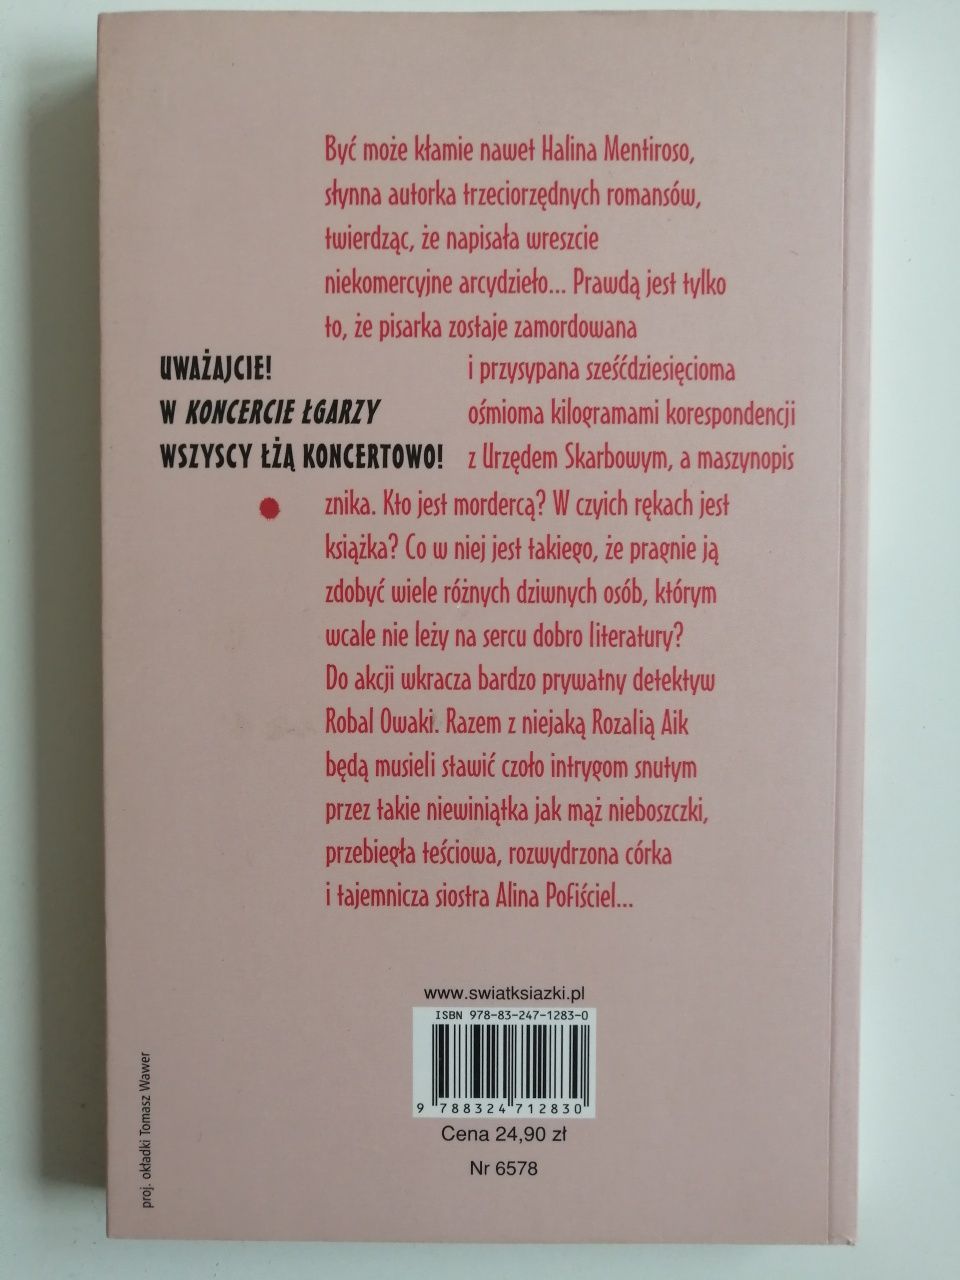 Być może kłamie nawet Halina Mentiroso,
słynna autorka trzeciorzędnych romansów,
twierdząc, że napisała wreszcie
niekomercyjne arcydzieło... Prawdą jest tylko
to, że pisarka zostaje zamordowana
i przysypana sześćdziesięcioma
ośmioma kilogramami korespondencji
z Urzędem Skarbowym, a maszynopis
znika. Kto jest mordercą? W czyich rękach jest
książka? Co w niej jest takiego, że pragnie ją
zdobyć wiele różnych dziwnych osób, którym
wcale nie leży na sercu dobro literatury?
Do akcji wkracza bardzo prywatny detektyw
Robal Owaki. Razem z niejaką Rozalią Aik
będą musieli stawić czoło intrygom snutym
przez takie niewiniątka jak mąż nieboszczki,
przebiegła teściowa, rozwydrzona córka
i tajemnicza siostra Alina Pofiściel...
UWAŻAJCIE!
W KONCERCIE ŁGARZY
WSZYSCY ŁŻĄ KONCERTOWO!
www.swiatksiazki.pl
ISBN 978-83-247-1283-0
9 788324 712830
Cena 24,90 zł
Nr 6578
proj. okładki Tomasz Wawer